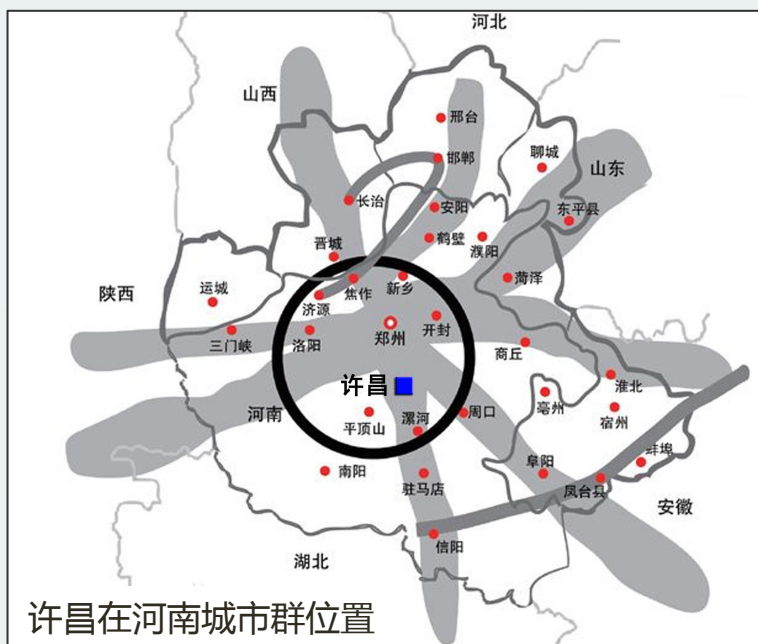 河北
山西
邢台
聊城
山东
邯郸
长治
安阳
东平县
鹤壁
濮阳
晋城
运城
陕西
焦作
新乡
菏泽
济源
三门峡
洛阳
郑州
开封
商丘
许昌
淮北
河南
平顶山
漯河
周口
亳州
宿州
南阳
驻马店
阜阳
蚌埠
凤台县
安徽
信阳
湖北
许昌在河南城市群位置